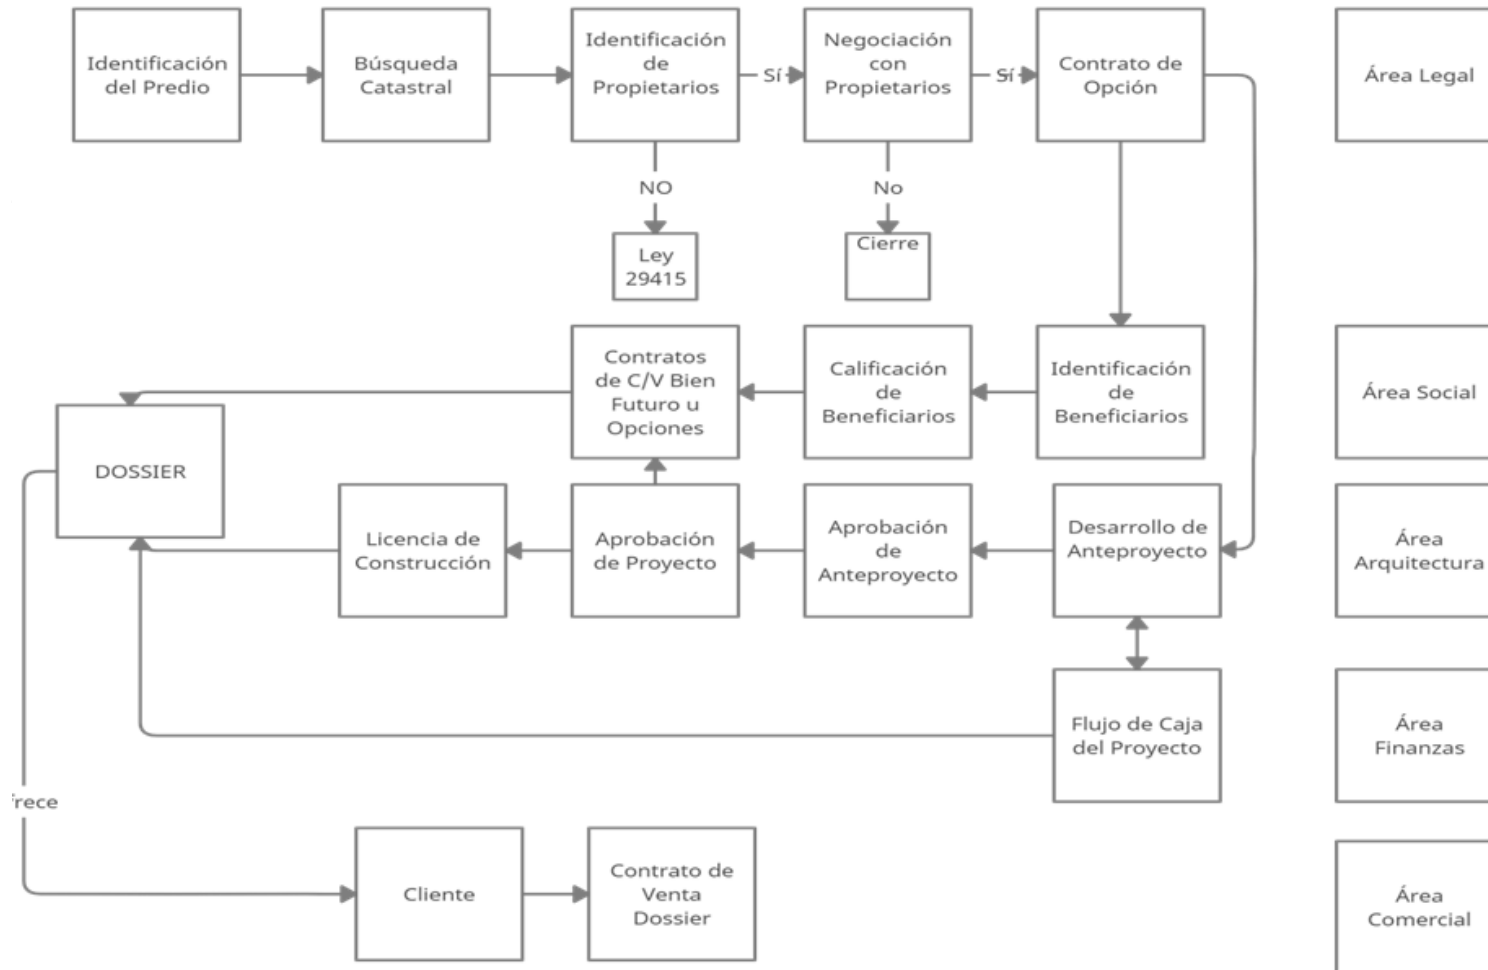 Identificación
del Predio
Búsqueda
Catastral
Identificación
de
Propietarios
Sí
Negociación
con
Propietarios
Sí
Contrato de
Opción
Área Legal
NO
No
Ley
29415
Cierre
Contratos
de C/V Bien
Futuro u
Opciones
Calificación
de
Beneficiarios
Identificación
de
Beneficiarios
Área Social
DOSSIER
Licencia de
Construcción
Aprobación
de Proyecto
Aprobación
de
Anteproyecto
Desarrollo de
Anteproyecto
Área
Arquitectura
Flujo de Caja
del Proyecto
Área
Finanzas
rece
Cliente
Contrato de
Venta
Dossier
Área
Comercial